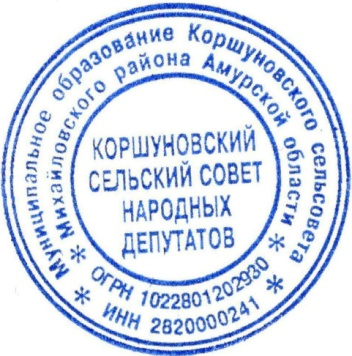 Муниципальное образование Коршуновского сельсовета
Михайловского района Амурской области
КОРШУНОВСКИЙ
СЕЛЬСКИЙ СОВЕТ
НАРОДНЫХ
ДЕПУТАТОВ
* ОГРН 1022801202930 *
* ИНН 2820000241 *